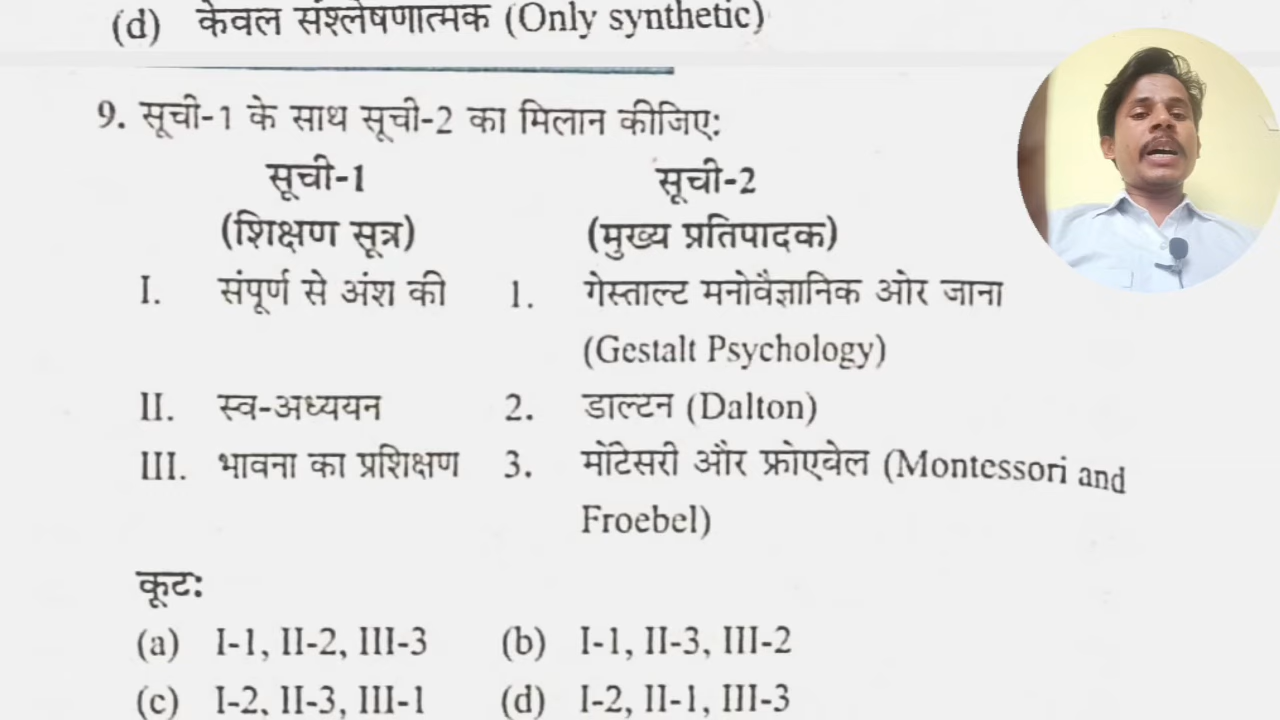 (d) केवल संश्लेषणात्मक (Only synthetic)
9. सूची-1 के साथ सूची-2 का मिलान कीजिए:
सूची-1 सूची-2
(शिक्षण सूत्र) (मुख्य प्रतिपादक)
I. संपूर्ण से अंश की 1. गेस्ताल्ट मनोवैज्ञानिक ओर जाना
(Gestalt Psychology)
II. स्व-अध्ययन 2. डाल्टन (Dalton)
III. भावना का प्रशिक्षण 3. मोंटेसरी और फ्रोएवेल (Montessori and
Froebel)
कूट:
(a) I-1, II-2, III-3 (b) I-1, II-3, III-2
(c) I-2, II-3, III-1 (d) I-2, II-1, III-3